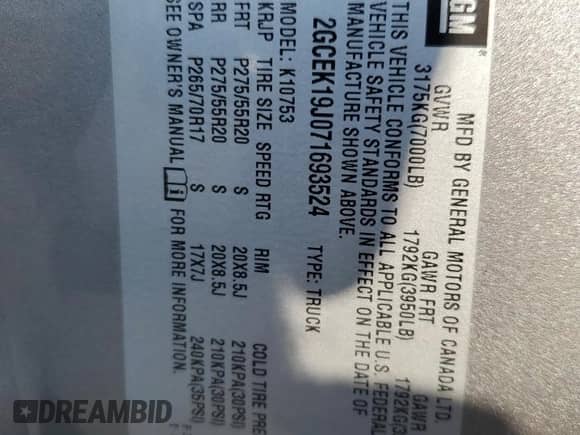 GM
MFD BY GENERAL MOTORS OF CANADA LTD.
GVWR GAWR FRT GAWR
3175KG(7000LB) 1792KG(3950LB) 1792KG(3
THIS VEHICLE CONFORMS TO ALL APPLICABLE U.S. FEDERAL
VEHICLE SAFETY STANDARDS IN EFFECT ON THE DATE OF
MANUFACTURE SHOWN ABOVE.
2GCEK19J071693524 TYPE: TRUCK
MODEL: K10753
KRJP TIRE SIZE SPEED RTG RIM COLD TIRE PRE
FRT P275/55R20 S 20X8.5J 210KPA(30PSI)
RR P275/55R20 S 20X8.5J 210KPA(30PSI)
SPA P265/70R17 S 17X7J 240KPA(35PSI)
SEE OWNER'S MANUAL FOR MORE INFORMATION.
DREAMBID